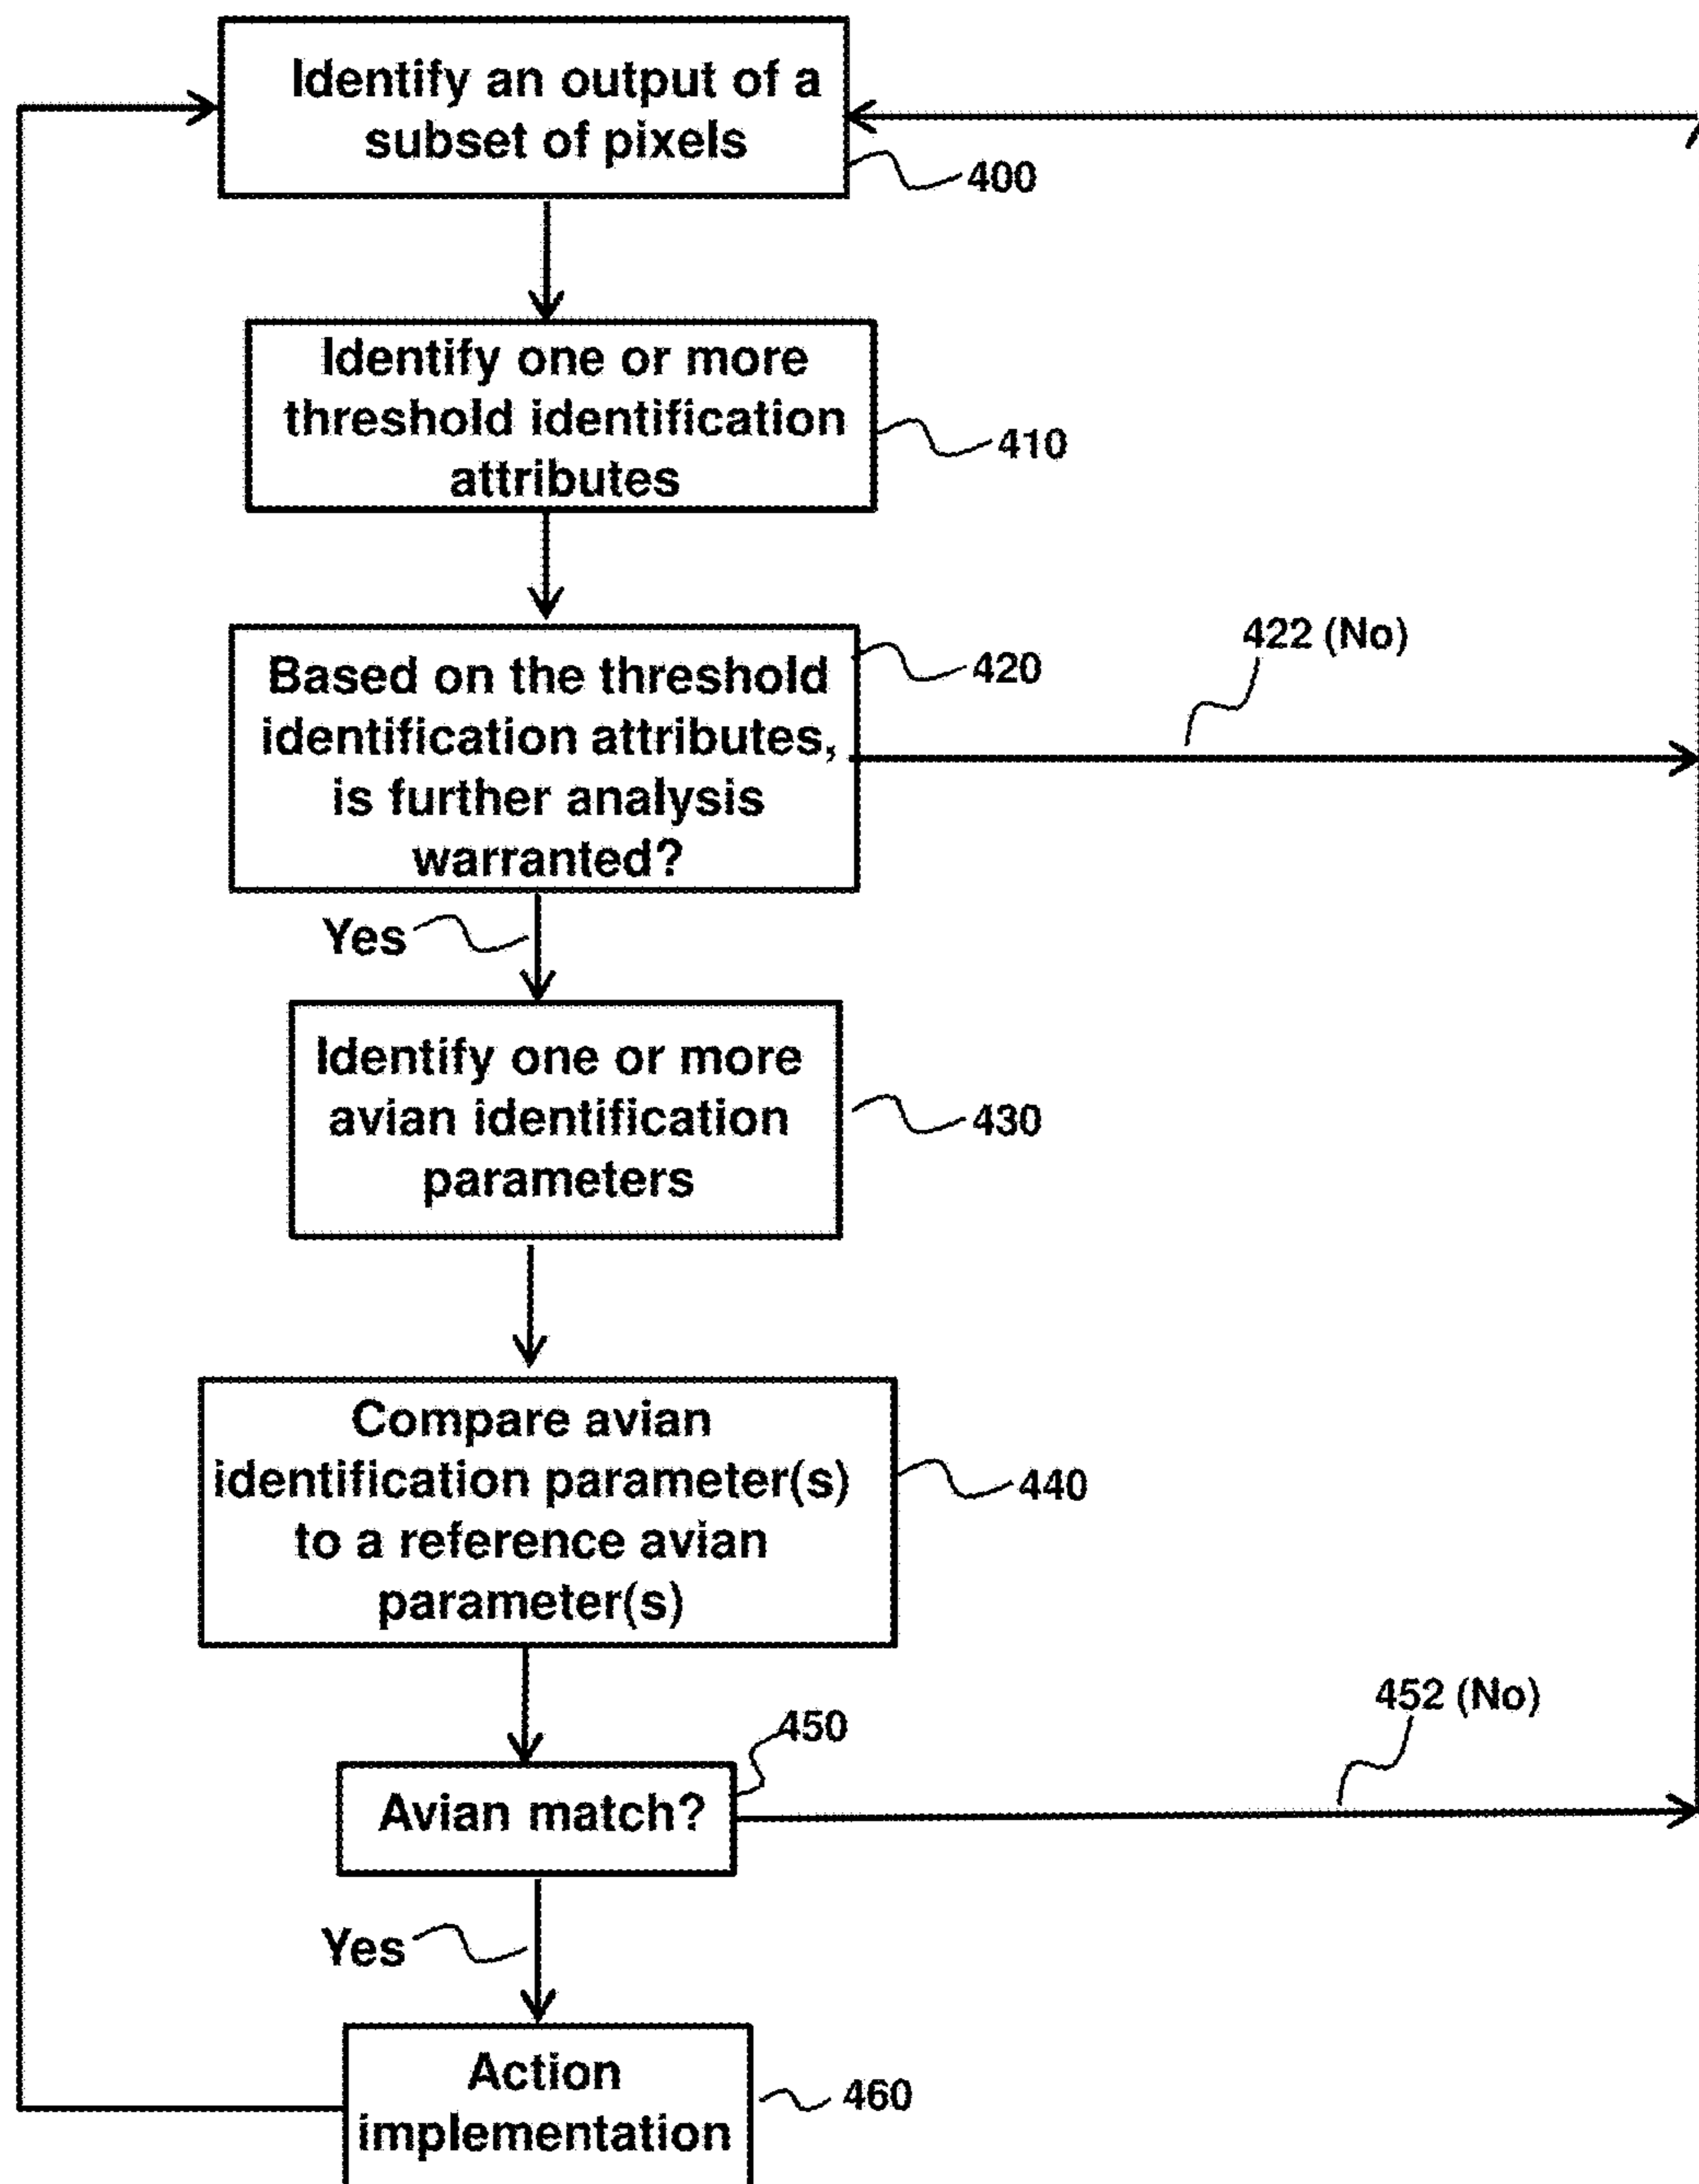 Identify an output of a
subset of pixels
400
Identify one or more
threshold identification
attributes
410
422 (No)
420
Based on the threshold
identification attributes,
is further analysis
warranted?
Yes
Identify one or more
avian identification
parameters
430
Compare avian
identification parameter(s)
to a reference avian
parameter(s)
440
452 (No)
450
Avian match?
Yes
Action
implementation
460